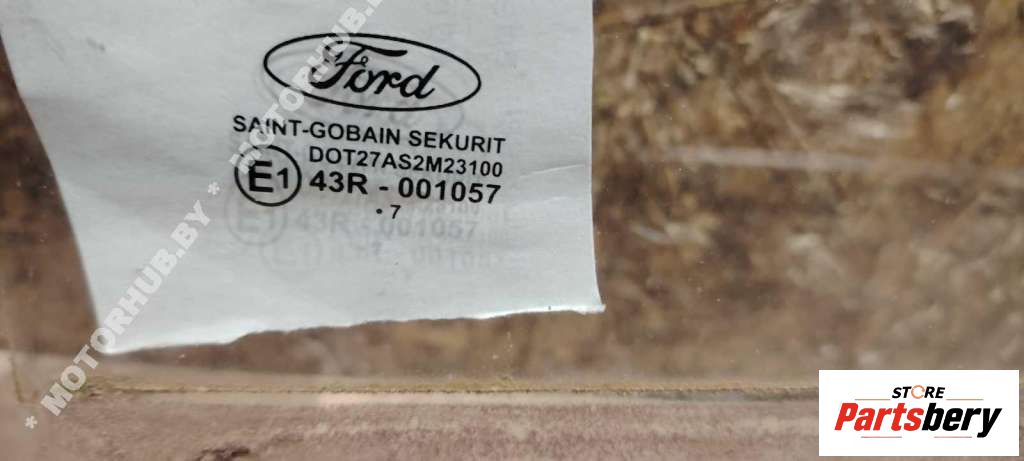 Ford
SAINT-GOBAIN SEKURIT
DOT27AS2M23100
E1 43R - 001057
• 7
* MOTORHUB.BY * MOTORHUB.BY
STORE
Partsbery